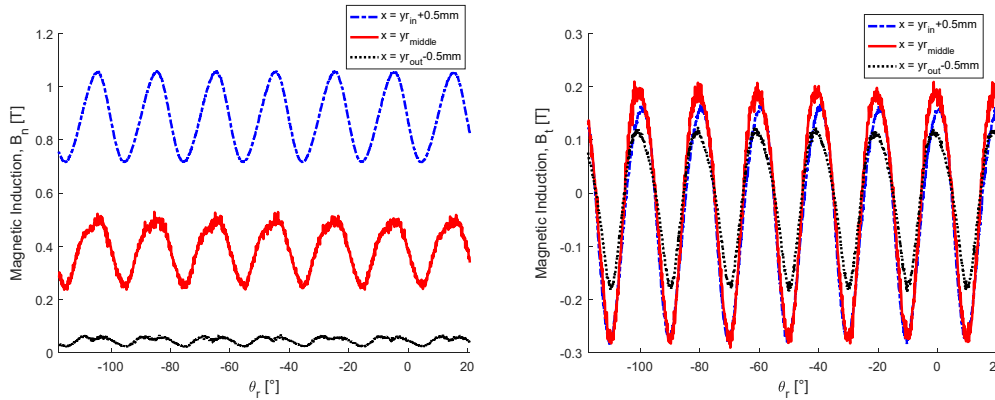 x = yr_in+0.5mm
x = yr_middle
x = yr_out-0.5mm
1.2
1
0.8
0.6
0.4
0.2
0
Magnetic Induction, B_n [T]
-100
-80
-60
-40
-20
0
20
θ_r [°]
x = yr_in+0.5mm
x = yr_middle
x = yr_out-0.5mm
0.3
0.2
0.1
0
-0.1
-0.2
-0.3
Magnetic Induction, B_t [T]
-100
-80
-60
-40
-20
0
20
θ_r [°]